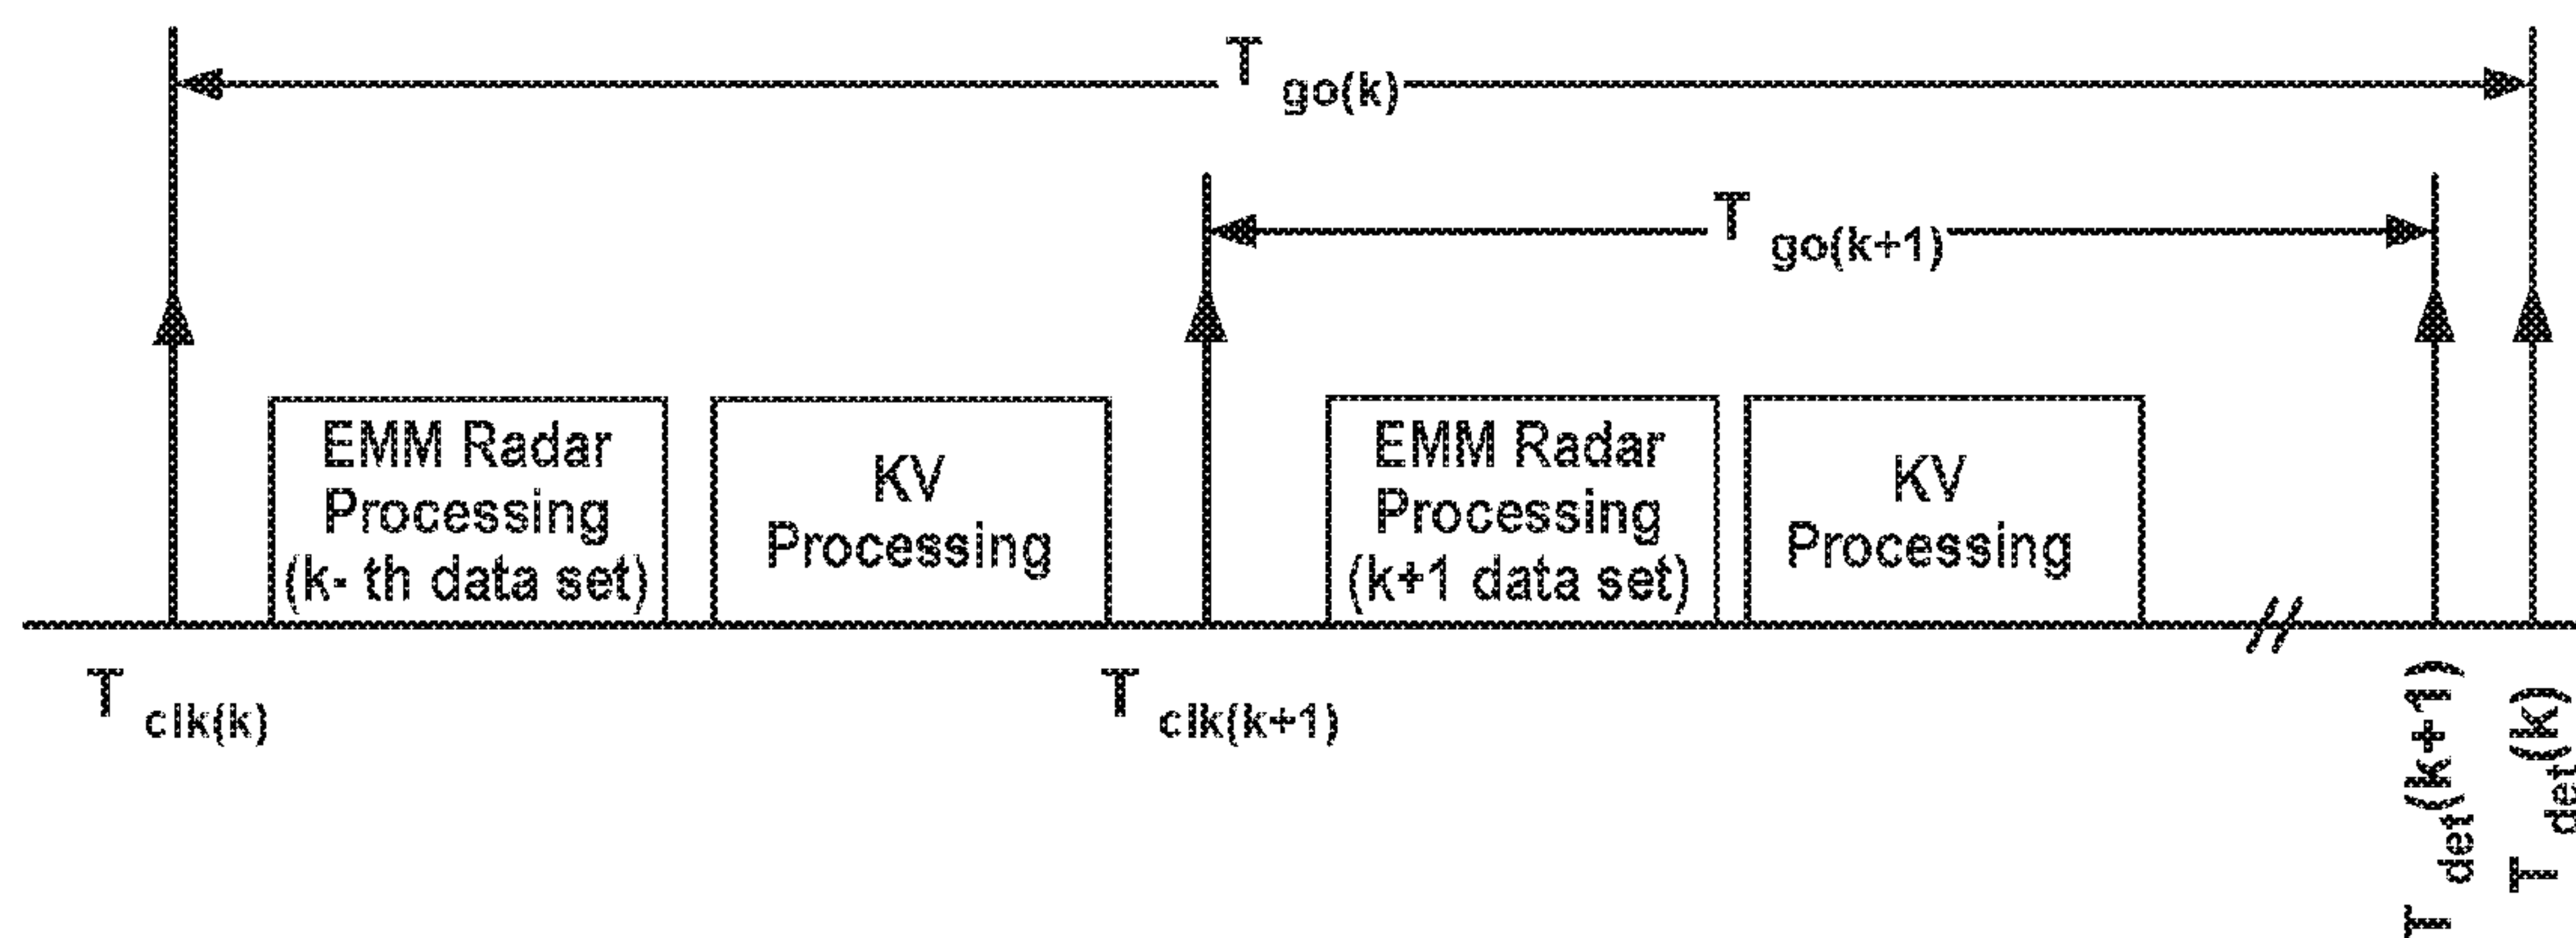 T go(k)
T go(k+1)
EMM Radar
Processing
(k- th data set)
KV
Processing
EMM Radar
Processing
(k+1 data set)
KV
Processing
T clk(k)
T clk(k+1)
T det(k+1)
T det(k)